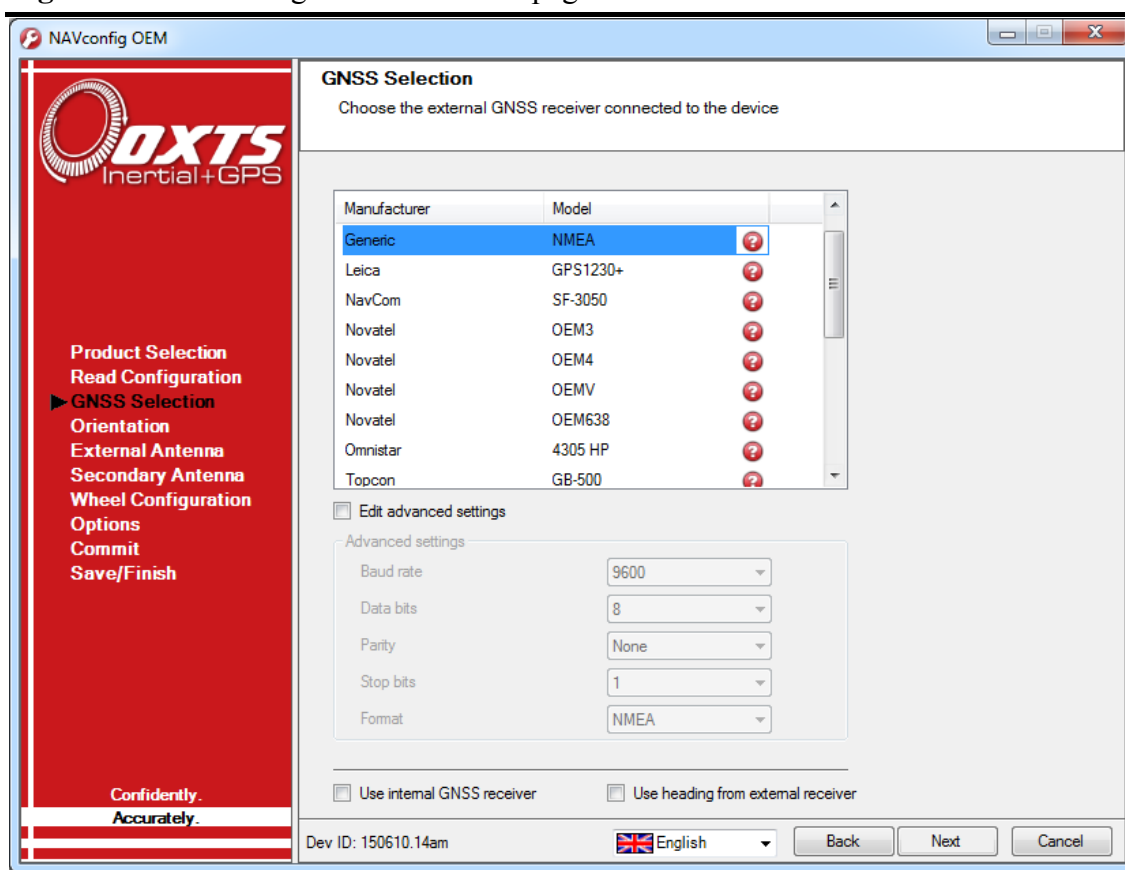 NAVconfig OEM
OXTS
Inertial+GPS
GNSS Selection
Choose the external GNSS receiver connected to the device
Product Selection
Read Configuration
GNSS Selection
Orientation
External Antenna
Secondary Antenna
Wheel Configuration
Options
Commit
Save/Finish
Confidently.
Accurately.
Manufacturer Model
Generic NMEA ?
Leica GPS1230+ ?
NavCom SF-3050 ?
Novatel OEM3 ?
Novatel OEM4 ?
Novatel OEMV ?
Novatel OEM638 ?
Omnistar 4305 HP ?
Topcon GB-500 ?
Edit advanced settings
Advanced settings
Baud rate 9600
Data bits 8
Parity None
Stop bits 1
Format NMEA
Use internal GNSS receiver Use heading from external receiver
Dev ID: 150610.14am English Back Next Cancel